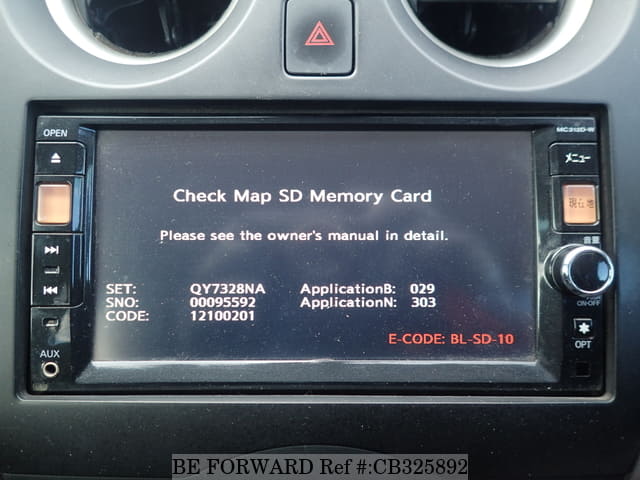 OPEN
MC312D-W
メニュー
現在地
音量
Check Map SD Memory Card
Please see the owner's manual in detail.
SET: QY7328NA ApplicationB: 029
SNO: 00095592 ApplicationN: 303
CODE: 12100201
E-CODE: BL-SD-10
ON·OFF
AUX
OPT
BE FORWARD Ref #:CB325892